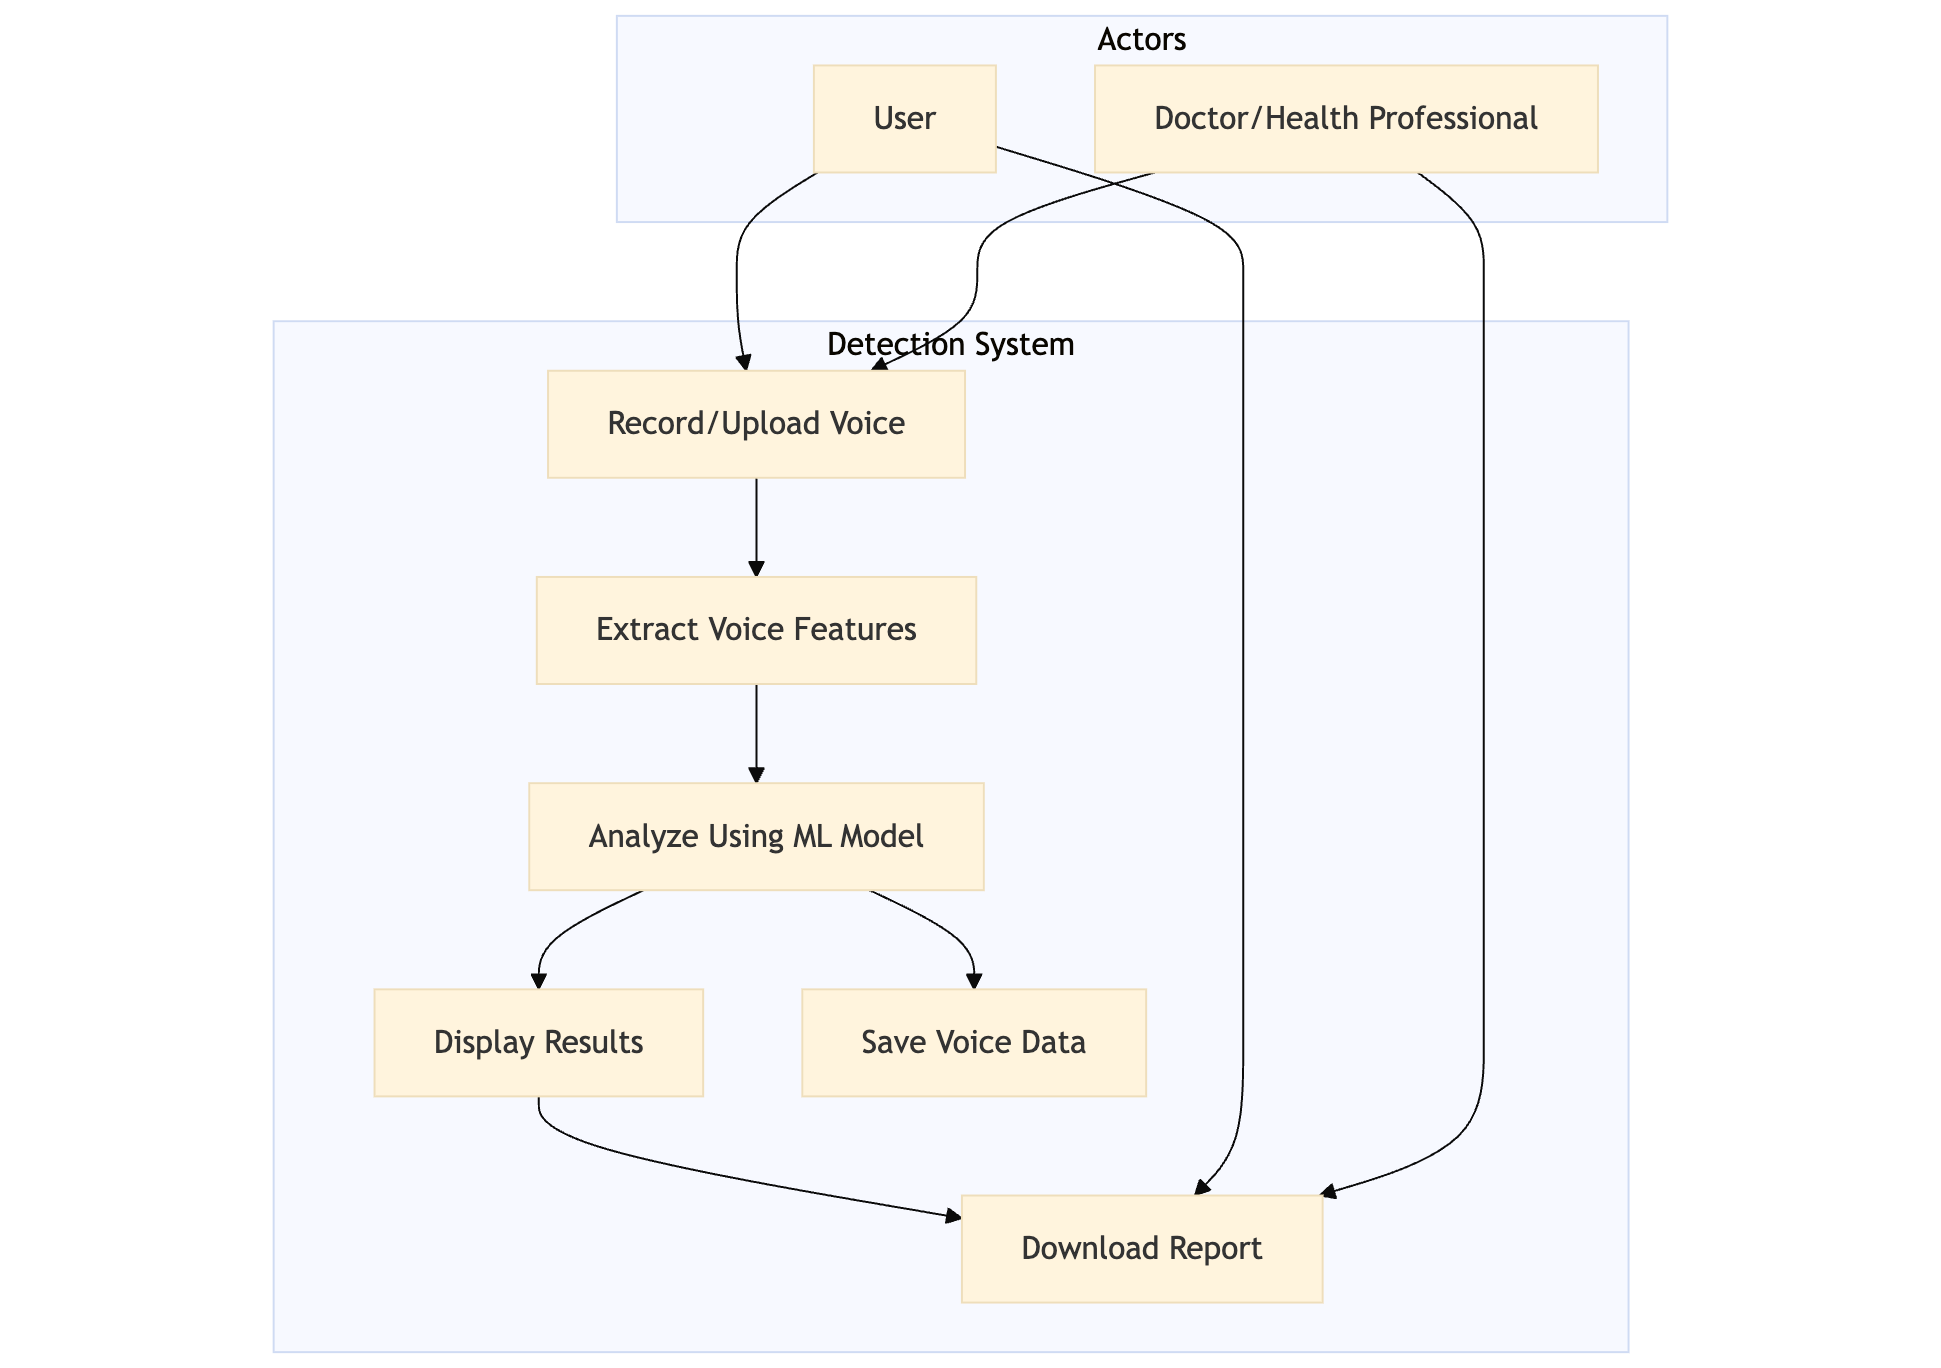 Actors
User
Doctor/Health Professional
Detection System
Record/Upload Voice
Extract Voice Features
Analyze Using ML Model
Display Results
Save Voice Data
Download Report